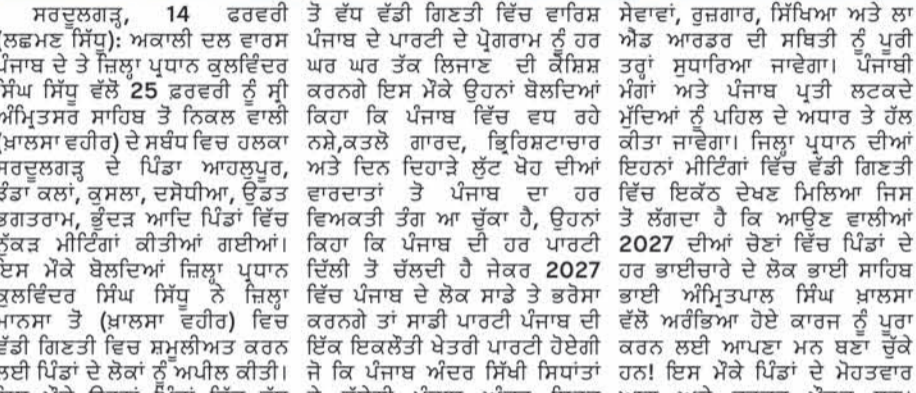 ਸਰਦੂਲਗੜ੍ਹ, 14 ਫਰਵਰੀ
(ਲਛਮਣ ਸਿੱਧੂ): ਅਕਾਲੀ ਦਲ ਵਾਰਸ
ਪੰਜਾਬ ਦੇ ਤੇ ਜ਼ਿਲ੍ਹਾ ਪ੍ਰਧਾਨ ਕੁਲਵਿੰਦਰ
ਸਿੰਘ ਸਿੱਧੂ ਵੱਲੋਂ 25 ਫ਼ਰਵਰੀ ਨੂੰ ਸ੍ਰੀ
ਅੰਮ੍ਰਿਤਸਰ ਸਾਹਿਬ ਤੋਂ ਨਿਕਲ ਵਾਲੀ
(ਖ਼ਾਲਸਾ ਵਹੀਰ) ਦੇ ਸਬੰਧ ਵਿਚ ਹਲਕਾ
ਸਰਦੂਲਗੜ੍ਹ ਦੇ ਪਿੰਡਾ ਆਹਲੂਪੁਰ,
ਝੰਡਾ ਕਲਾਂ, ਕੁਸਲਾ, ਦਸੌਧੀਆ, ਉੱਡਤ
ਭਗਤਰਾਮ, ਭੂੰਦੜ ਆਦਿ ਪਿੰਡਾਂ ਵਿੱਚ
ਨੁੱਕੜ ਮੀਟਿੰਗਾਂ ਕੀਤੀਆਂ ਗਈਆਂ।
ਇਸ ਮੌਕੇ ਬੋਲਦਿਆਂ ਜ਼ਿਲ੍ਹਾ ਪ੍ਰਧਾਨ
ਕੁਲਵਿੰਦਰ ਸਿੰਘ ਸਿੱਧੂ ਨੇ ਜ਼ਿਲ੍ਹਾ
ਮਾਨਸਾ ਤੋਂ (ਖ਼ਾਲਸਾ ਵਹੀਰ) ਵਿਚ
ਵੱਡੀ ਗਿਣਤੀ ਵਿਚ ਸ਼ਮੂਲੀਅਤ ਕਰਨ
ਲਈ ਪਿੰਡਾਂ ਦੇ ਲੋਕਾਂ ਨੂੰ ਅਪੀਲ ਕੀਤੀ।
ਤੋਂ ਵੱਧ ਵੱਡੀ ਗਿਣਤੀ ਵਿੱਚ ਵਾਰਿਸ਼
ਪੰਜਾਬ ਦੇ ਪਾਰਟੀ ਦੇ ਪ੍ਰੋਗਰਾਮ ਨੂੰ ਹਰ
ਘਰ ਘਰ ਤੱਕ ਲਿਜਾਣ ਦੀ ਕੋਸ਼ਿਸ਼
ਕਰਨਗੇ ਇਸ ਮੌਕੇ ਉਹਨਾਂ ਬੋਲਦਿਆਂ
ਕਿਹਾ ਕਿ ਪੰਜਾਬ ਵਿੱਚ ਵਧ ਰਹੇ
ਨਸ਼ੇ,ਕਤਲੋ ਗਾਰਦ, ਭ੍ਰਿਸ਼ਟਾਚਾਰ
ਅਤੇ ਦਿਨ ਦਿਹਾੜੇ ਲੁੱਟ ਖੋਹ ਦੀਆਂ
ਵਾਰਦਾਤਾਂ ਤੋਂ ਪੰਜਾਬ ਦਾ ਹਰ
ਵਿਅਕਤੀ ਤੰਗ ਆ ਚੁੱਕਾ ਹੈ, ਉਹਨਾਂ
ਕਿਹਾ ਕਿ ਪੰਜਾਬ ਦੀ ਹਰ ਪਾਰਟੀ
ਦਿੱਲੀ ਤੋਂ ਚੱਲਦੀ ਹੈ ਜੇਕਰ 2027
ਵਿੱਚ ਪੰਜਾਬ ਦੇ ਲੋਕ ਸਾਡੇ ਤੇ ਭਰੋਸਾ
ਕਰਨਗੇ ਤਾਂ ਸਾਡੀ ਪਾਰਟੀ ਪੰਜਾਬ ਦੀ
ਇੱਕ ਇਕਲੌਤੀ ਖੇਤਰੀ ਪਾਰਟੀ ਹੋਏਗੀ
ਜੋ ਕਿ ਪੰਜਾਬ ਅੰਦਰ ਸਿੱਖੀ ਸਿਧਾਂਤਾਂ
ਸੇਵਾਵਾਂ, ਰੁਜ਼ਗਾਰ, ਸਿੱਖਿਆ ਅਤੇ ਲਾ
ਐਂਡ ਆਰਡਰ ਦੀ ਸਥਿਤੀ ਨੂੰ ਪੂਰੀ
ਤਰ੍ਹਾਂ ਸੁਧਾਰਿਆ ਜਾਵੇਗਾ। ਪੰਜਾਬੀ
ਮੰਗਾਂ ਅਤੇ ਪੰਜਾਬ ਪ੍ਰਤੀ ਲਟਕਦੇ
ਮੁੱਦਿਆਂ ਨੂੰ ਪਹਿਲ ਦੇ ਅਧਾਰ ਤੇ ਹੱਲ
ਕੀਤਾ ਜਾਵੇਗਾ। ਜਿਲ੍ਹਾ ਪ੍ਰਧਾਨ ਦੀਆਂ
ਇਹਨਾਂ ਮੀਟਿੰਗਾਂ ਵਿੱਚ ਵੱਡੀ ਗਿਣਤੀ
ਵਿੱਚ ਇਕੱਠ ਦੇਖਣ ਮਿਲਿਆ ਜਿਸ
ਤੋਂ ਲੱਗਦਾ ਹੈ ਕਿ ਆਉਣ ਵਾਲੀਆਂ
2027 ਦੀਆਂ ਚੋਣਾਂ ਵਿੱਚ ਪਿੰਡਾਂ ਦੇ
ਹਰ ਭਾਈਚਾਰੇ ਦੇ ਲੋਕ ਭਾਈ ਸਾਹਿਬ
ਭਾਈ ਅੰਮ੍ਰਿਤਪਾਲ ਸਿੰਘ ਖ਼ਾਲਸਾ
ਵੱਲੋਂ ਅਰੰਭਿਆ ਹੋਏ ਕਾਰਜ ਨੂੰ ਪੂਰਾ
ਕਰਨ ਲਈ ਆਪਣਾ ਮਨ ਬਣਾ ਚੁੱਕੇ
ਹਨ! ਇਸ ਮੌਕੇ ਪਿੰਡਾਂ ਦੇ ਮੋਹਤਵਾਰ